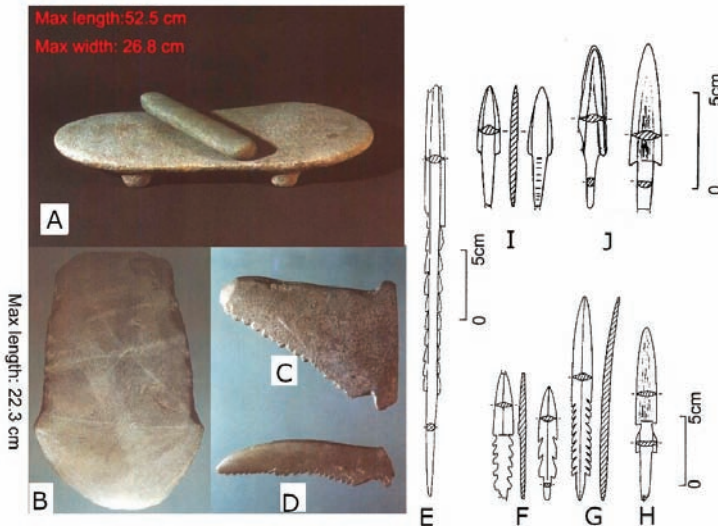 Max length:52.5 cm
Max width: 26.8 cm
A
Max length: 22.3 cm
B
C
D
E
5cm
0
I
J
5cm
0
F
G
H
5cm
0